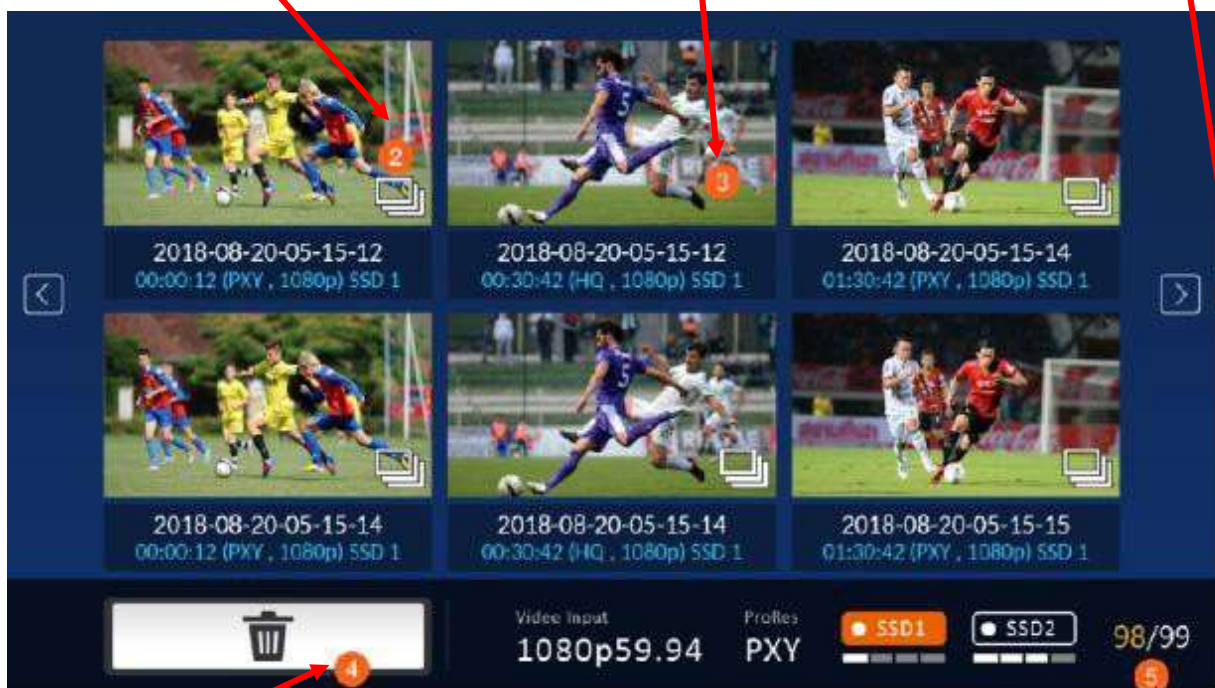 2
3
2018-08-20-05-15-12
00:00:12 (PXY , 1080p) SSD 1
2018-08-20-05-15-12
00:30:42 (HQ , 1080p) SSD 1
2018-08-20-05-15-14
01:30:42 (PXY , 1080p) SSD 1
2018-08-20-05-15-14
00:00:12 (PXY , 1080p) SSD 1
2018-08-20-05-15-14
00:30:42 (HQ , 1080p) SSD 1
2018-08-20-05-15-15
01:30:42 (PXY , 1080p) SSD 1
4
Video Input
1080p59.94
ProRes
PXY
SSD1
SSD2
98/99
5